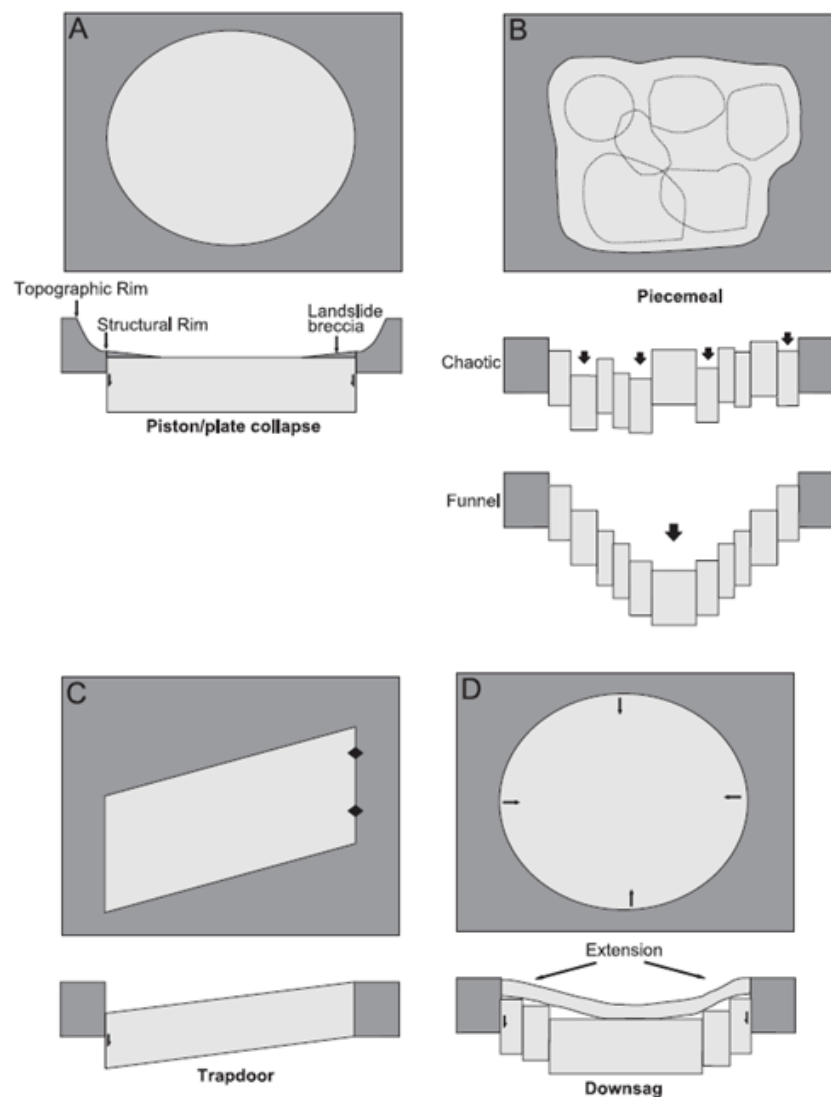 A
Topographic Rim
Structural Rim
Landslide
breccia
Piston/plate collapse
B
Piecemeal
Chaotic
Funnel
C
Trapdoor
D
Extension
Downsag